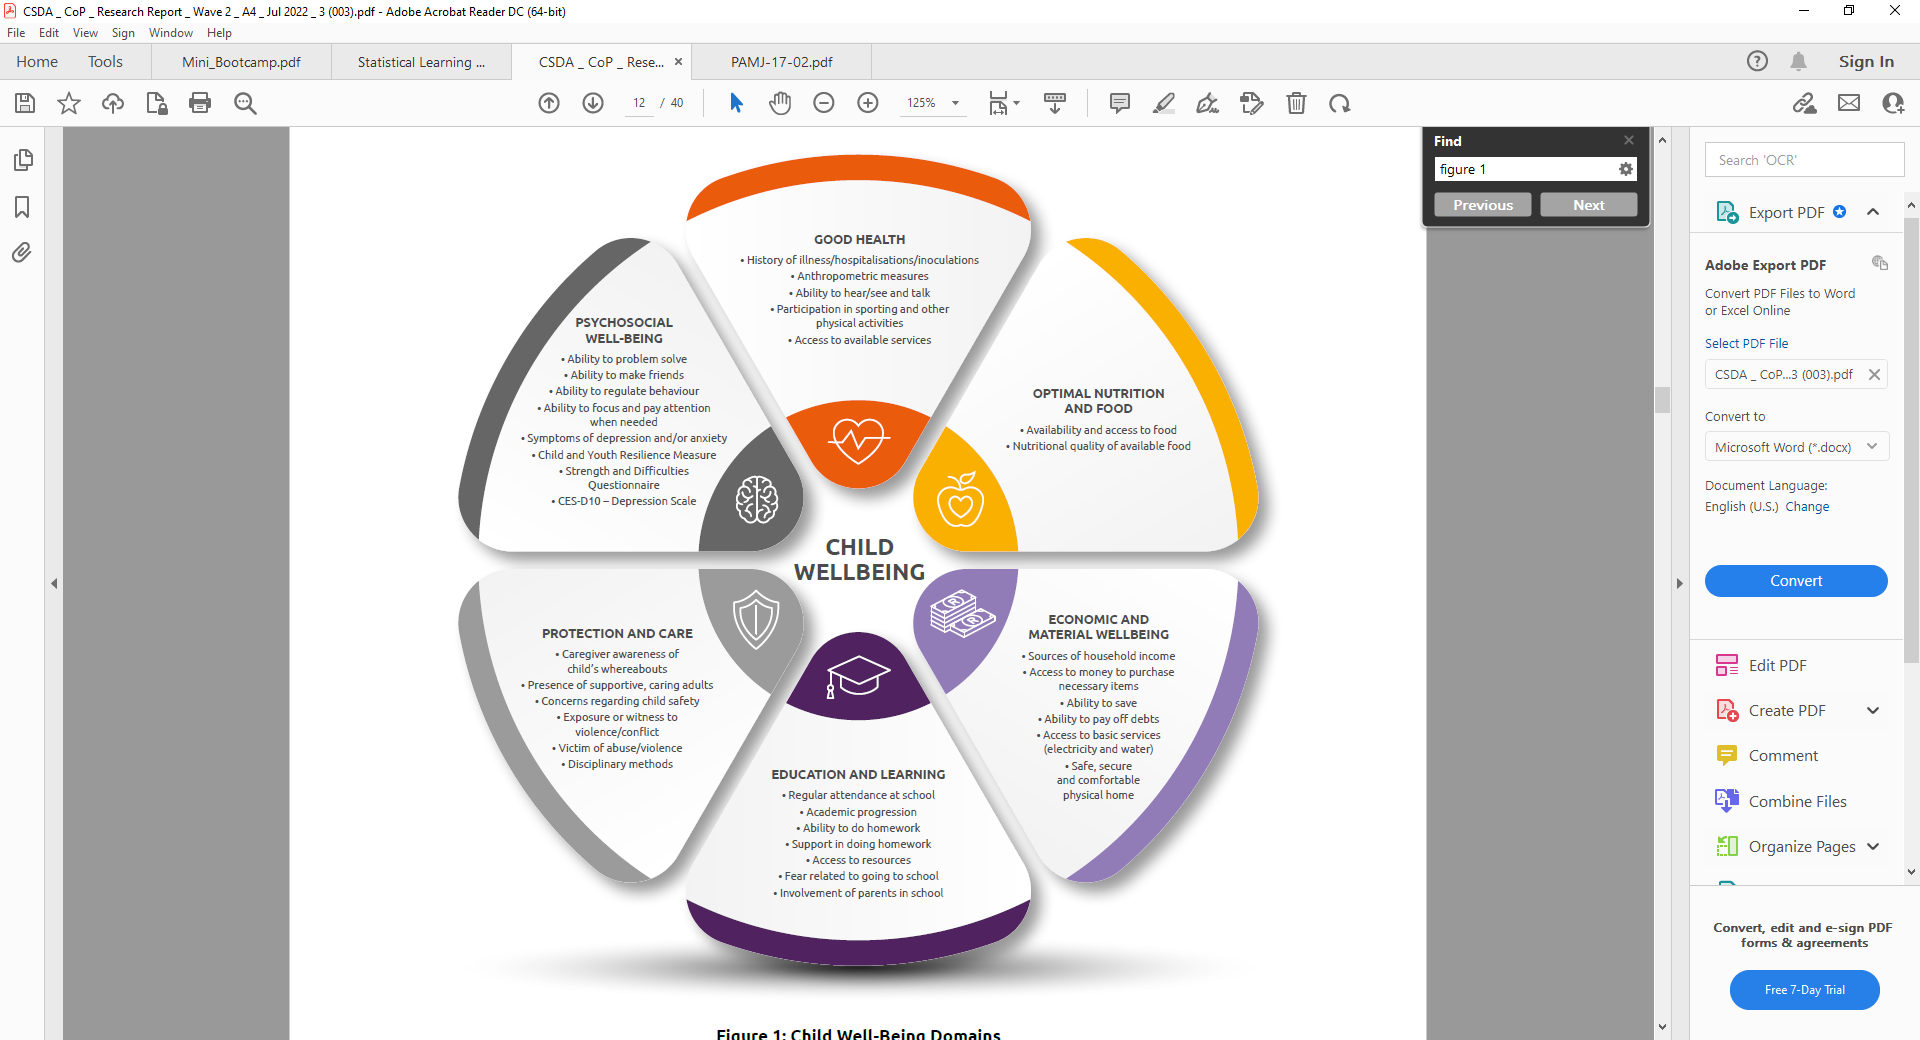 CSDA _ CoP _ Research Report _ Wave 2 _ A4 _ Jul 2022 _ 3 (003).pdf - Adobe Acrobat Reader DC (64-bit)
File Edit View Sign Window Help
Home Tools Mini_Bootcamp.pdf Statistical Learning ... CSDA _ CoP _ Rese... PAMJ-17-02.pdf Sign In
12 / 40 125%
Find
figure 1
Previous Next
GOOD HEALTH
• History of illness/hospitalisations/inoculations
• Anthropometric measures
• Ability to hear/see and talk
• Participation in sporting and other
physical activities
• Access to available services
PSYCHOSOCIAL
WELL-BEING
• Ability to problem solve
• Ability to make friends
• Ability to regulate behaviour
• Ability to focus and pay attention
when needed
• Symptoms of depression and/or anxiety
• Child and Youth Resilience Measure
• Strength and Difficulties
Questionnaire
• CES-D10 – Depression Scale
OPTIMAL NUTRITION
AND FOOD
• Availability and access to food
• Nutritional quality of available food
CHILD
WELLBEING
PROTECTION AND CARE
• Caregiver awareness of
child's whereabouts
• Presence of supportive, caring adults
• Concerns regarding child safety
• Exposure or witness to
violence/conflict
• Victim of abuse/violence
• Disciplinary methods
ECONOMIC AND
MATERIAL WELLBEING
• Sources of household income
• Access to money to purchase
necessary items
• Ability to save
• Ability to pay off debts
• Access to basic services
(electricity and water)
• Safe, secure
and comfortable
physical home
EDUCATION AND LEARNING
• Regular attendance at school
• Academic progression
• Ability to do homework
• Support in doing homework
• Access to resources
• Fear related to going to school
• Involvement of parents in school
Figure 1: Child Well-Being Domains
Search 'OCR'
Export PDF
Adobe Export PDF
Convert PDF Files to Word
or Excel Online
Select PDF File
CSDA _ CoP...3 (003).pdf
Convert to
Microsoft Word (*.docx)
Document Language:
English (U.S.) Change
Convert
Edit PDF
Create PDF
Comment
Combine Files
Organize Pages
Convert, edit and e-sign PDF
forms & agreements
Free 7-Day Trial